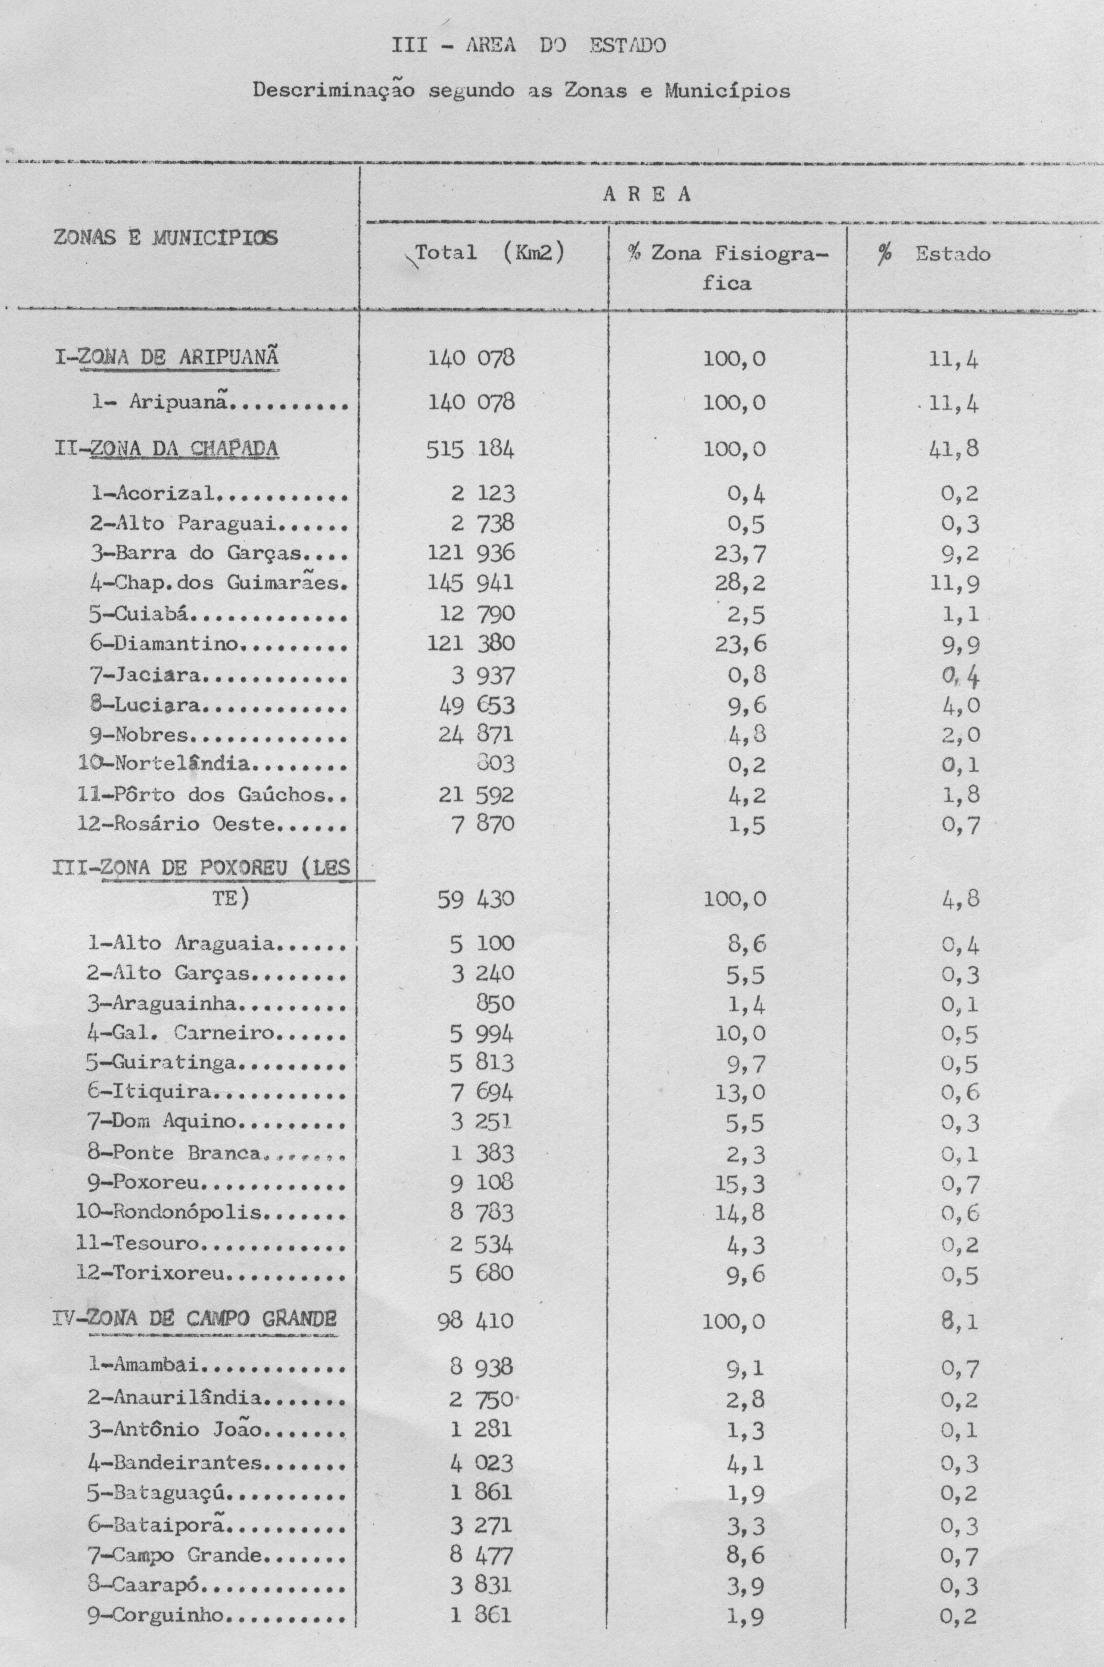 III - AREA DO ESTADO
Descriminação segundo as Zonas e Municípios
A R E A
ZONAS E MUNICIPIOS
Total (Km2) % Zona Fisiogra- % Estado
fica
I-ZONA DE ARIPUANÃ 140 078 100,0 11,4
1- Aripuanã.......... 140 078 100,0 11,4
II-ZONA DA CHAPADA 515 184 100,0 41,8
1-Acorizal........... 2 123 0,4 0,2
2-Alto Paraguai...... 2 738 0,5 0,3
3-Barra do Garças.... 121 936 23,7 9,2
4-Chap.dos Guimarães. 145 941 28,2 11,9
5-Cuiabá............. 12 790 2,5 1,1
6-Diamantino......... 121 380 23,6 9,9
7-Jaciara............ 3 937 0,8 0,4
8-Luciara............ 49 653 9,6 4,0
9-Nobres............. 24 871 4,8 2,0
10-Nortelândia........ 803 0,2 0,1
11-Pôrto dos Gaúchos.. 21 592 4,2 1,8
12-Rosário Oeste...... 7 870 1,5 0,7
III-ZONA DE POXOREU (LES
TE) 59 430 100,0 4,8
1-Alto Araguaia...... 5 100 8,6 0,4
2-Alto Garças........ 3 240 5,5 0,3
3-Araguainha......... 850 1,4 0,1
4-Gal. Carneiro...... 5 994 10,0 0,5
5-Guiratinga......... 5 813 9,7 0,5
6-Itiquira........... 7 694 13,0 0,6
7-Dom Aquino......... 3 251 5,5 0,3
8-Ponte Branca....... 1 383 2,3 0,1
9-Poxoreu............ 9 108 15,3 0,7
10-Rondonópolis....... 8 783 14,8 0,6
11-Tesouro............ 2 534 4,3 0,2
12-Torixoreu.......... 5 680 9,6 0,5
IV-ZONA DE CAMPO GRANDE 98 410 100,0 8,1
1-Amambai............ 8 938 9,1 0,7
2-Anaurilândia....... 2 750 2,8 0,2
3-Antônio João....... 1 281 1,3 0,1
4-Bandeirantes....... 4 023 4,1 0,3
5-Bataguaçú.......... 1 861 1,9 0,2
6-Bataiporã.......... 3 271 3,3 0,3
7-Campo Grande....... 8 477 8,6 0,7
8-Caarapó............ 3 831 3,9 0,3
9-Corguinho.......... 1 861 1,9 0,2